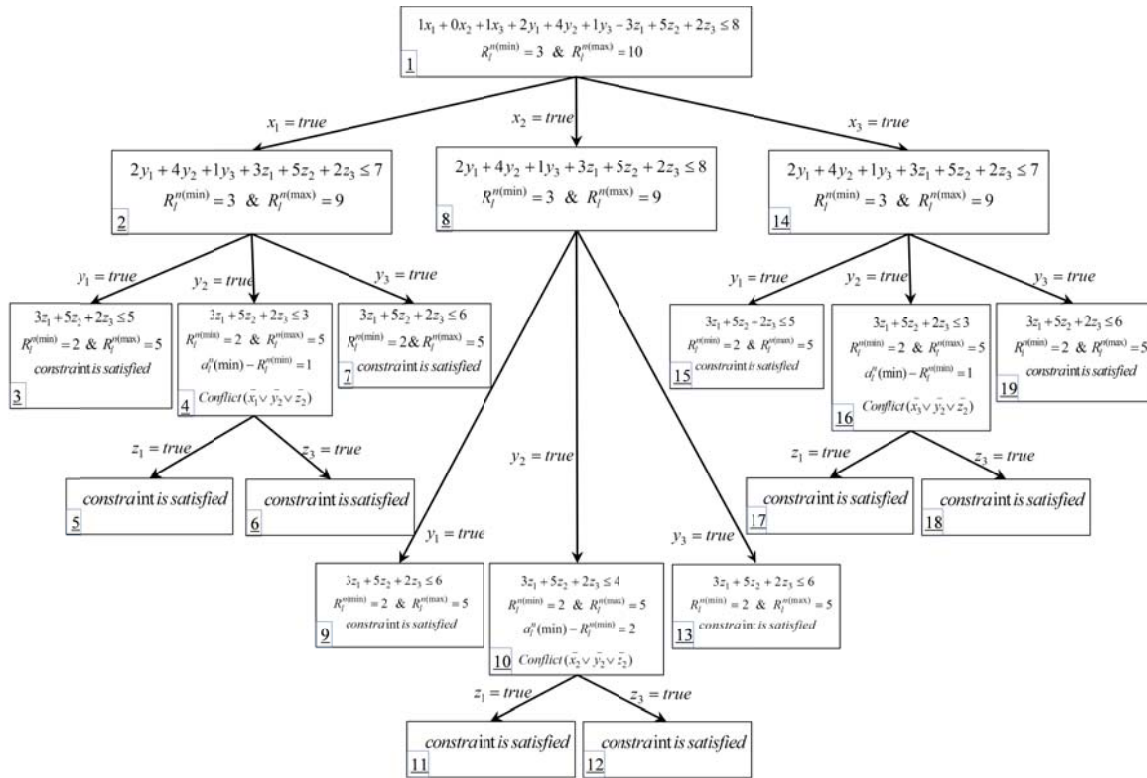 1x₁ + 0x₂ + 1x₃ + 2y₁ + 4y₂ + 1y₃ - 3z₁ + 5z₂ + 2z₃ ≤ 8
R_l^{n(min)} = 3 & R_l^{n(max)} = 10
1
x₁ = true
x₂ = true
x₃ = true
2y₁ + 4y₂ + 1y₃ + 3z₁ + 5z₂ + 2z₃ ≤ 7
R_l^{n(min)} = 3 & R_l^{n(max)} = 9
2
2y₁ + 4y₂ + 1y₃ + 3z₁ + 5z₂ + 2z₃ ≤ 8
R_l^{n(min)} = 3 & R_l^{n(max)} = 9
8
2y₁ + 4y₂ + 1y₃ + 3z₁ + 5z₂ + 2z₃ ≤ 7
R_l^{n(min)} = 3 & R_l^{n(max)} = 9
14
y₁ = true
y₂ = true
y₃ = true
y₁ = true
y₂ = true
y₃ = true
3z₁ + 5z₂ + 2z₃ ≤ 5
R_l^{n(min)} = 2 & R_l^{n(max)} = 5
constraint is satisfied
3
3z₁ + 5z₂ + 2z₃ ≤ 3
R_l^{n(min)} = 2 & R_l^{n(max)} = 5
a_l^n(min) - R_l^{n(min)} = 1
Conflict(x̄₁ ∨ ȳ₂ ∨ z̄₂)
4
3z₁ + 5z₂ + 2z₃ ≤ 6
R_l^{n(min)} = 2 & R_l^{n(max)} = 5
constraint is satisfied
7
3z₁ + 5z₂ - 2z₃ ≤ 5
R_l^{n(min)} = 2 & R_l^{n(max)} = 5
constraint is satisfied
15
3z₁ + 5z₂ + 2z₃ ≤ 3
R_l^{n(min)} = 2 & R_l^{n(max)} = 5
a_l^n(min) - R_l^{n(min)} = 1
Conflict(x̄₃ ∨ ȳ₂ ∨ z̄₂)
16
3z₁ + 5z₂ + 2z₃ ≤ 6
R_l^{n(min)} = 2 & R_l^{n(max)} = 5
constraint is satisfied
19
z₁ = true
z₃ = true
z₁ = true
z₃ = true
constraint is satisfied
5
constraint is satisfied
6
constraint is satisfied
17
constraint is satisfied
18
y₁ = true
y₂ = true
y₃ = true
3z₁ + 5z₂ + 2z₃ ≤ 6
R_l^{n(min)} = 2 & R_l^{n(max)} = 5
constraint is satisfied
9
3z₁ + 5z₂ + 2z₃ ≤ 4
R_l^{n(min)} = 2 & R_l^{n(max)} = 5
a_l^n(min) - R_l^{n(min)} = 2
Conflict(x̄₂ ∨ ȳ₂ ∨ z̄₂)
10
3z₁ + 5z₂ + 2z₃ ≤ 6
R_l^{n(min)} = 2 & R_l^{n(max)} = 5
constraint is satisfied
13
z₁ = true
z₃ = true
constraint is satisfied
11
constraint is satisfied
12